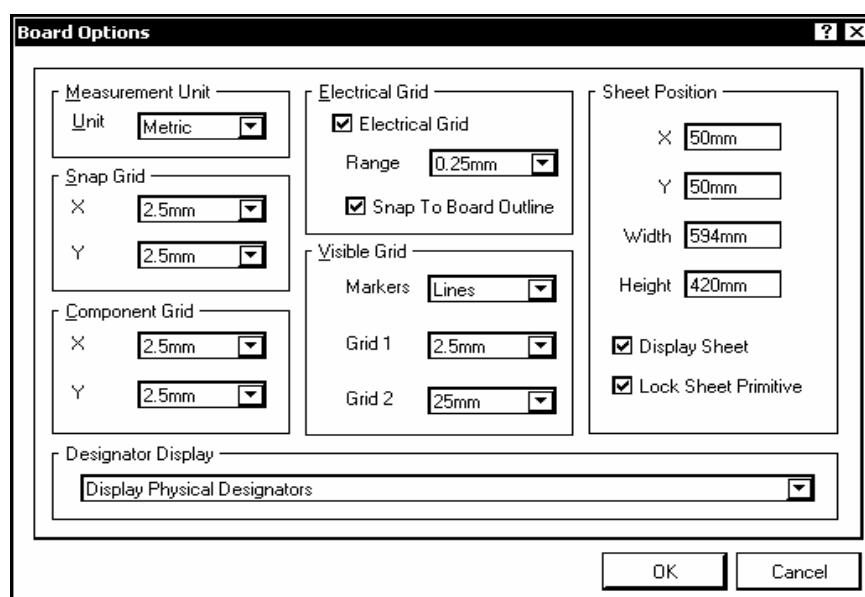 Board Options
? X
Measurement Unit
Unit Metric
Snap Grid
X 2.5mm
Y 2.5mm
Component Grid
X 2.5mm
Y 2.5mm
Electrical Grid
Electrical Grid
Range 0.25mm
Snap To Board Outline
Visible Grid
Markers Lines
Grid 1 2.5mm
Grid 2 25mm
Sheet Position
X 50mm
Y 50mm
Width 594mm
Height 420mm
Display Sheet
Lock Sheet Primitive
Designator Display
Display Physical Designators
OK Cancel